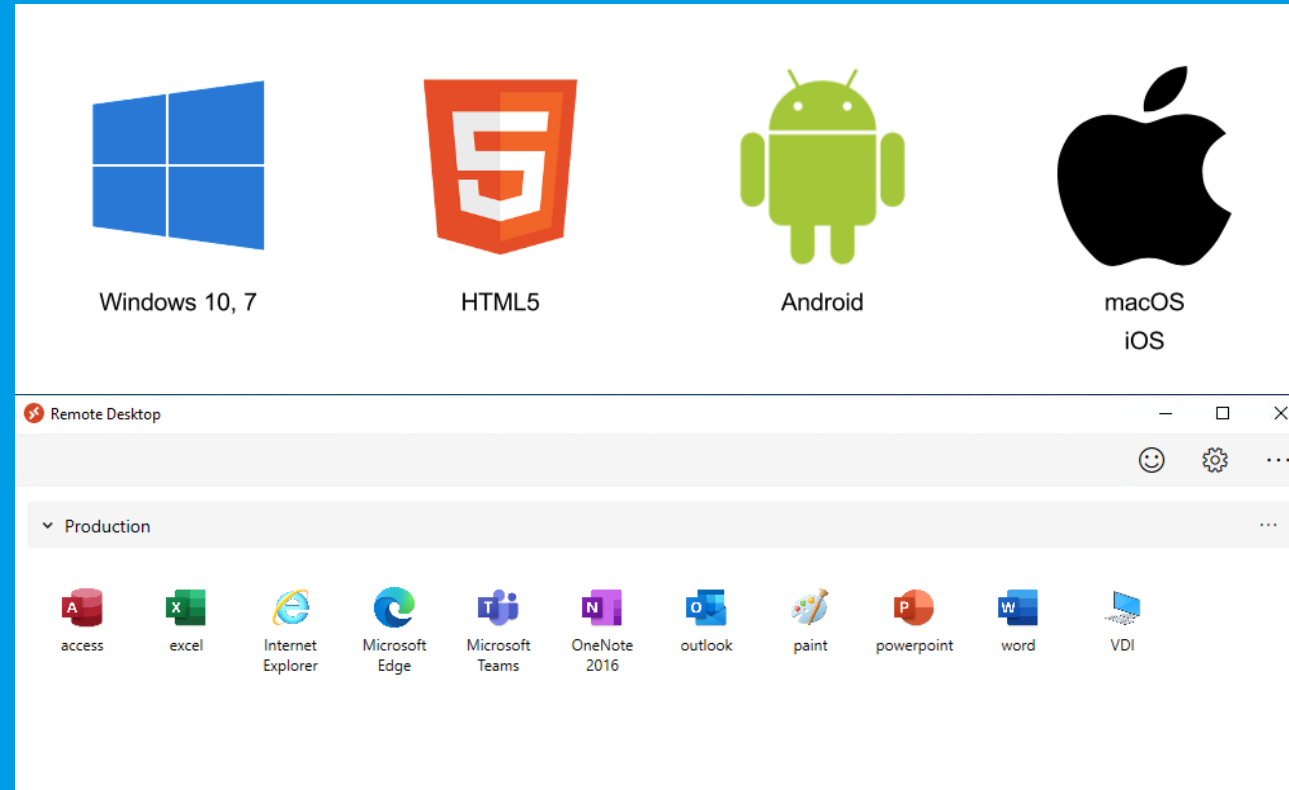 Windows 10, 7
HTML5
Android
macOS
iOS
Remote Desktop
Production
A
access
X
excel
Internet
Explorer
Microsoft
Edge
T
Microsoft
Teams
N
OneNote
2016
O
outlook
paint
P
powerpoint
W
word
VDI